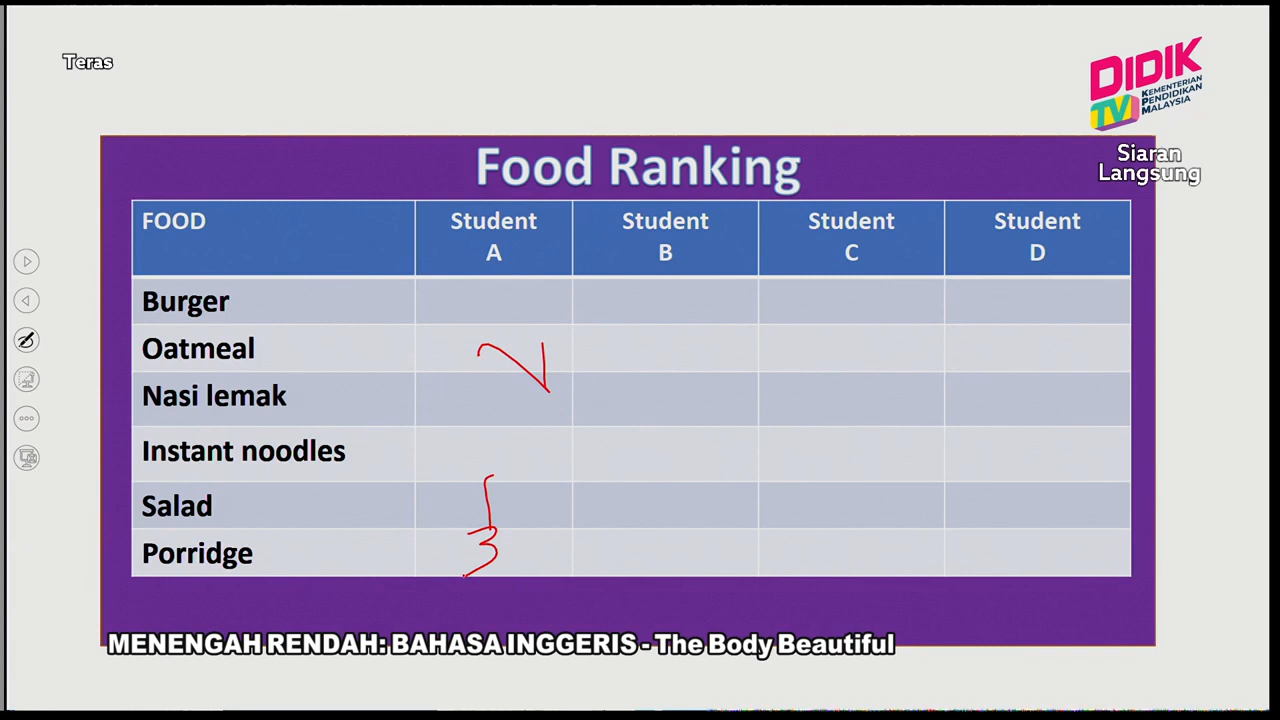 Teras
DIDIK
TV
KEMENTERIAN
PENDIDIKAN
MALAYSIA
Siaran
Langsung
Food Ranking
FOOD Student A Student B Student C Student D
Burger
Oatmeal
Nasi lemak
Instant noodles
Salad
Porridge 3
MENENGAH RENDAH: BAHASA INGGERIS - The Body Beautiful